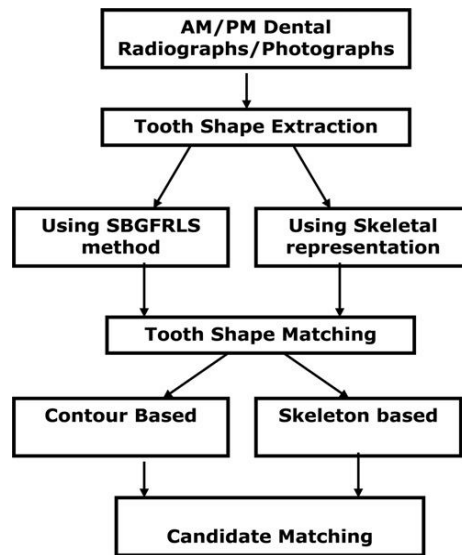 AM/PM Dental
Radiographs/Photographs
Tooth Shape Extraction
Using SBGFRLS
method
Using Skeletal
representation
Tooth Shape Matching
Contour Based
Skeleton based
Candidate Matching